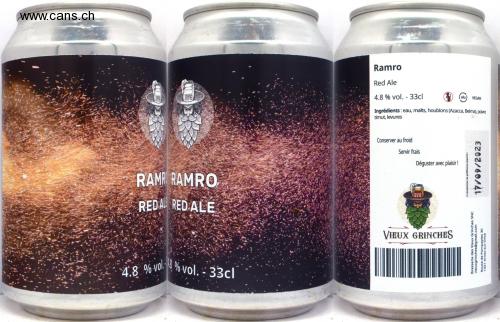 www.cans.ch
RAMRO
RED AL
4.8 % vol.
RAMRO
RED ALE
.8 % vol. - 33cl
Ramro
Red Ale
4.8 % vol. - 33cl
Ingrédients : eau, malts, houblons
levures
Conserver au froid
Servir frais
Déguster avec plaisir !
17/09/2023
VIEUX GRINCHES